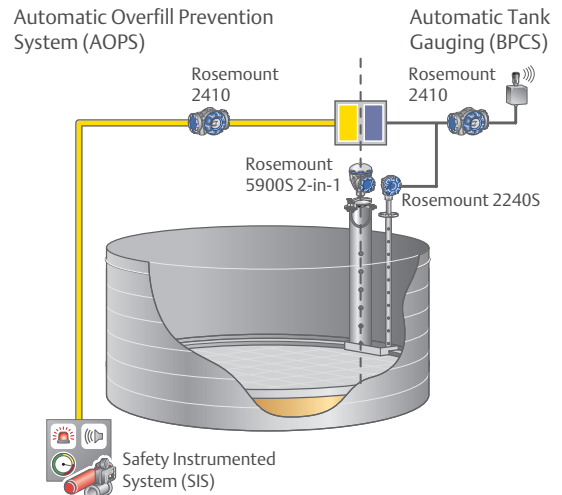 Automatic Overfill Prevention
System (AOPS)
Automatic Tank
Gauging (BPCS)
Rosemount
2410
Rosemount
2410
Rosemount
5900S 2-in-1
Rosemount 2240S
Safety Instrumented
System (SIS)